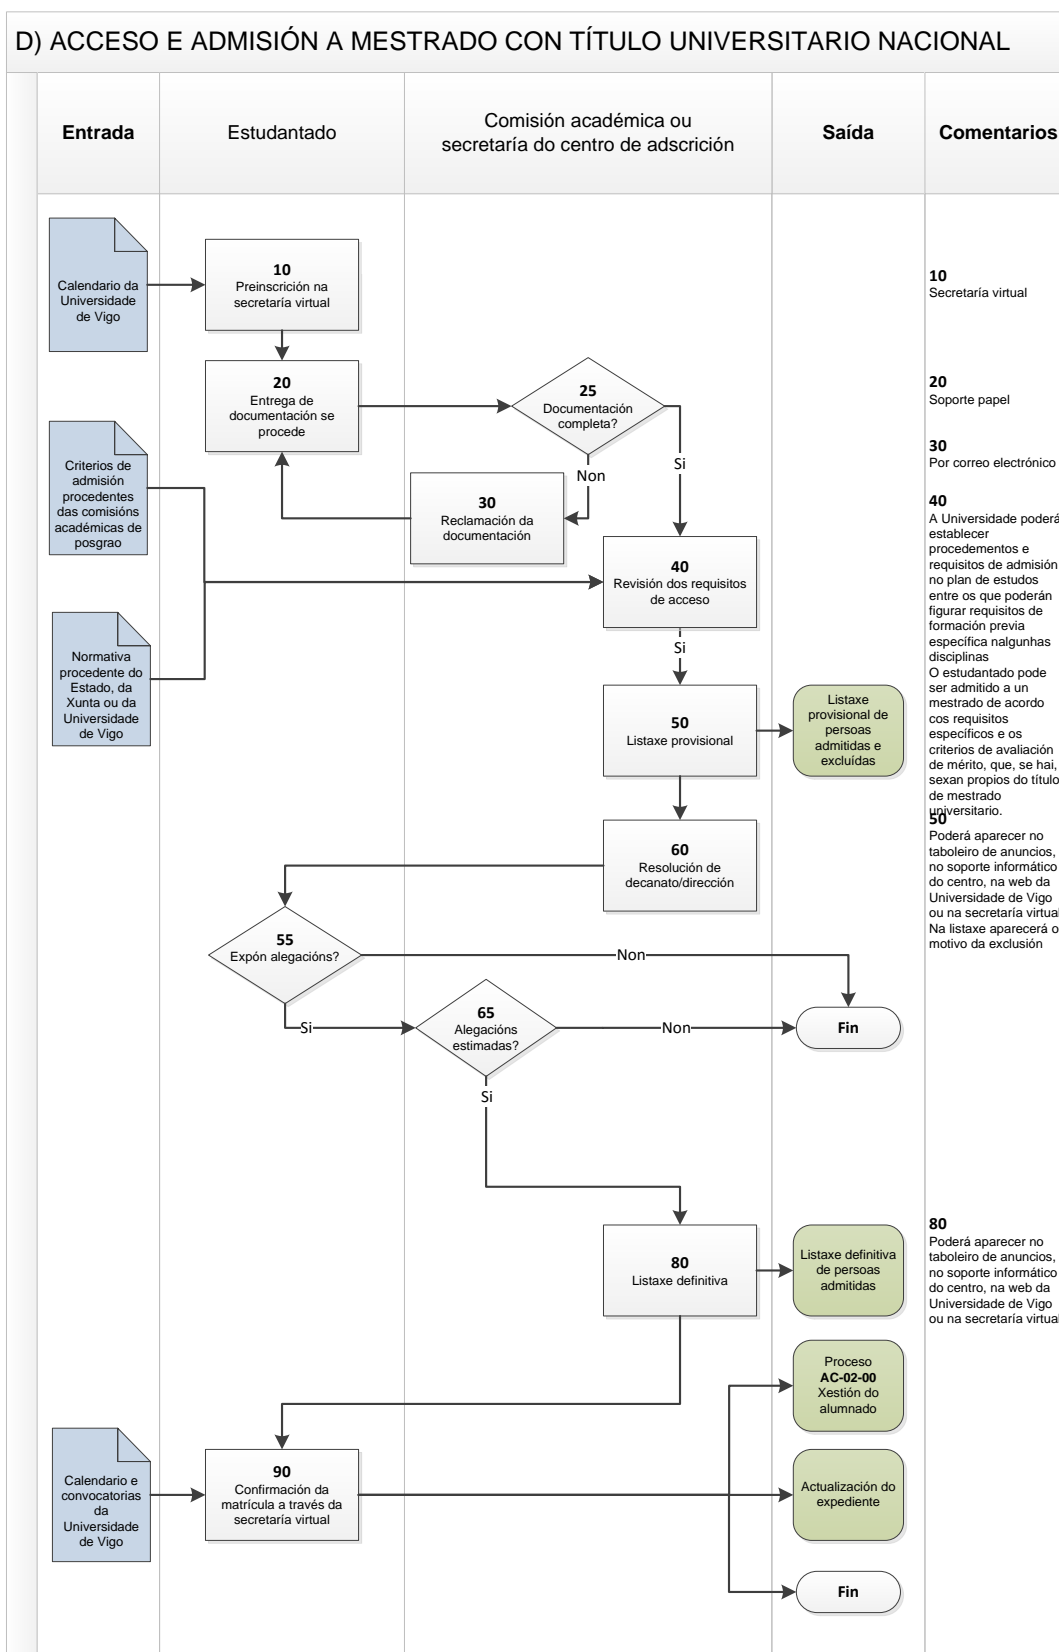 D) ACCESO E ADMISIÓN A MESTRADO CON TÍTULO UNIVERSITARIO NACIONAL
Entrada
Estudantado
Comisión académica ou
secretaría do centro de adscrición
Saída
Comentarios
Calendario da
Universidade
de Vigo
10
Preinscrición na
secretaría virtual
10
Secretaría virtual
20
Entrega de
documentación se
procede
25
Documentación
completa?
20
Soporte papel
Criterios de
admisión
procedentes
das comisións
académicas de
posgrao
Non
Si
30
Reclamación da
documentación
30
Por correo electrónico
40
Revisión dos requisitos
de acceso
Si
40
A Universidade poderá
establecer
procedementos e
requisitos de admisión
no plan de estudos
entre os que poderán
figurar requisitos de
formación previa
específica nalgunhas
disciplinas
O estudantado pode
ser admitido a un
mestrado de acordo
cos requisitos
específicos e os
criterios de avaliación
de mérito, que, se hai,
sexan propios do título
de mestrado
universitario.
Normativa
procedente do
Estado, da
Xunta ou da
Universidade
de Vigo
50
Listaxe provisional
Listaxe
provisional de
persoas
admitidas e
excluídas
60
Resolución de
decanato/dirección
50
Poderá aparecer no
taboleiro de anuncios,
no soporte informático
do centro, na web da
Universidade de Vigo
ou na secretaría virtual
Na listaxe aparecerá o
motivo da exclusión
55
Expón alegacións?
Non
Si
65
Alegacións
estimadas?
Non
Fin
Si
80
Listaxe definitiva
Listaxe definitiva
de persoas
admitidas
80
Poderá aparecer no
taboleiro de anuncios,
no soporte informático
do centro, na web da
Universidade de Vigo
ou na secretaría virtual
Proceso
AC-02-00
Xestión do
alumnado
Calendario e
convocatorias
da
Universidade
de Vigo
90
Confirmación da
matrícula a través da
secretaría virtual
Actualización do
expediente
Fin